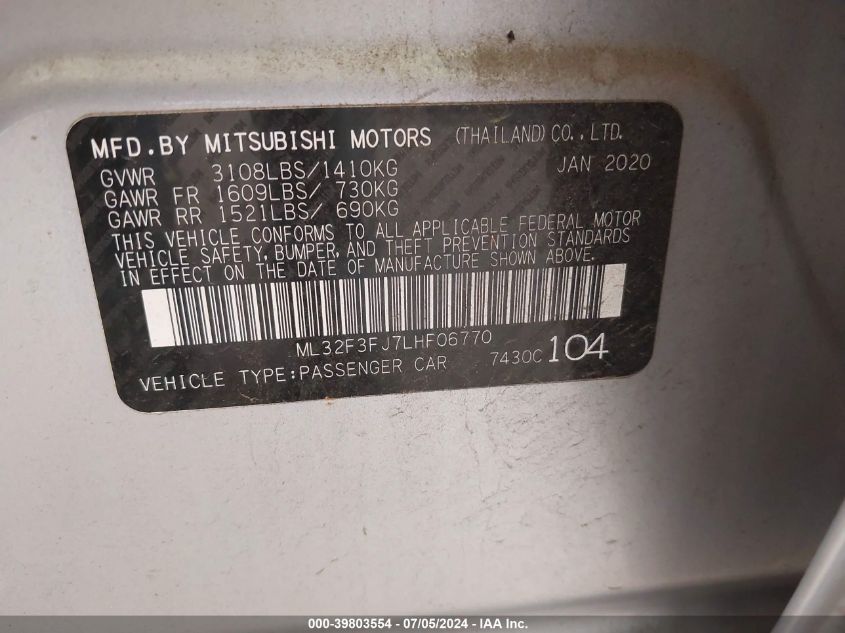 MFD.BY MITSUBISHI MOTORS (THAILAND) CO.,LTD.
GVWR 3108LBS/1410KG JAN 2020
GAWR FR 1609LBS/ 730KG
GAWR RR 1521LBS/ 690KG
THIS VEHICLE CONFORMS TO ALL APPLICABLE FEDERAL MOTOR
VEHICLE SAFETY, BUMPER, AND THEFT PREVENTION STANDARDS
IN EFFECT ON THE DATE OF MANUFACTURE SHOWN ABOVE.
ML32F3FJ7LHF06770
VEHICLE TYPE:PASSENGER CAR 7430C 104
000-39803554 - 07/05/2024 - IAA Inc.